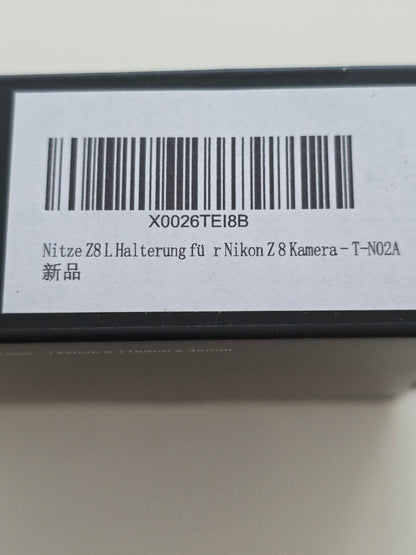 X0026TEI8B
Nitze Z8 L Halterung fü r Nikon Z 8 Kamera - T-N02A
新品